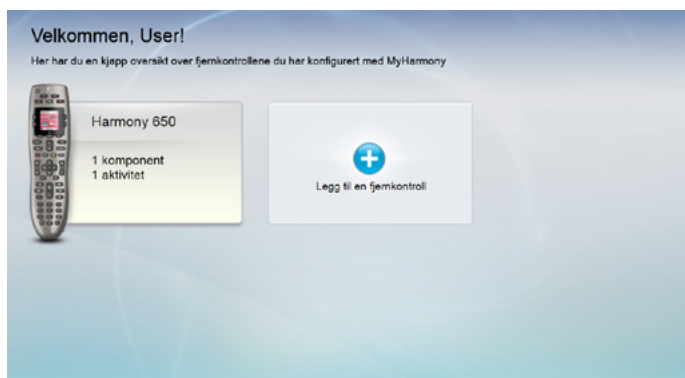 Velkommen, User!
Her har du en kjapp oversikt over fjernkontrollene du har konfigurert med MyHarmony
Harmony 650
1 komponent
1 aktivitet
Legg til en fjernkontroll